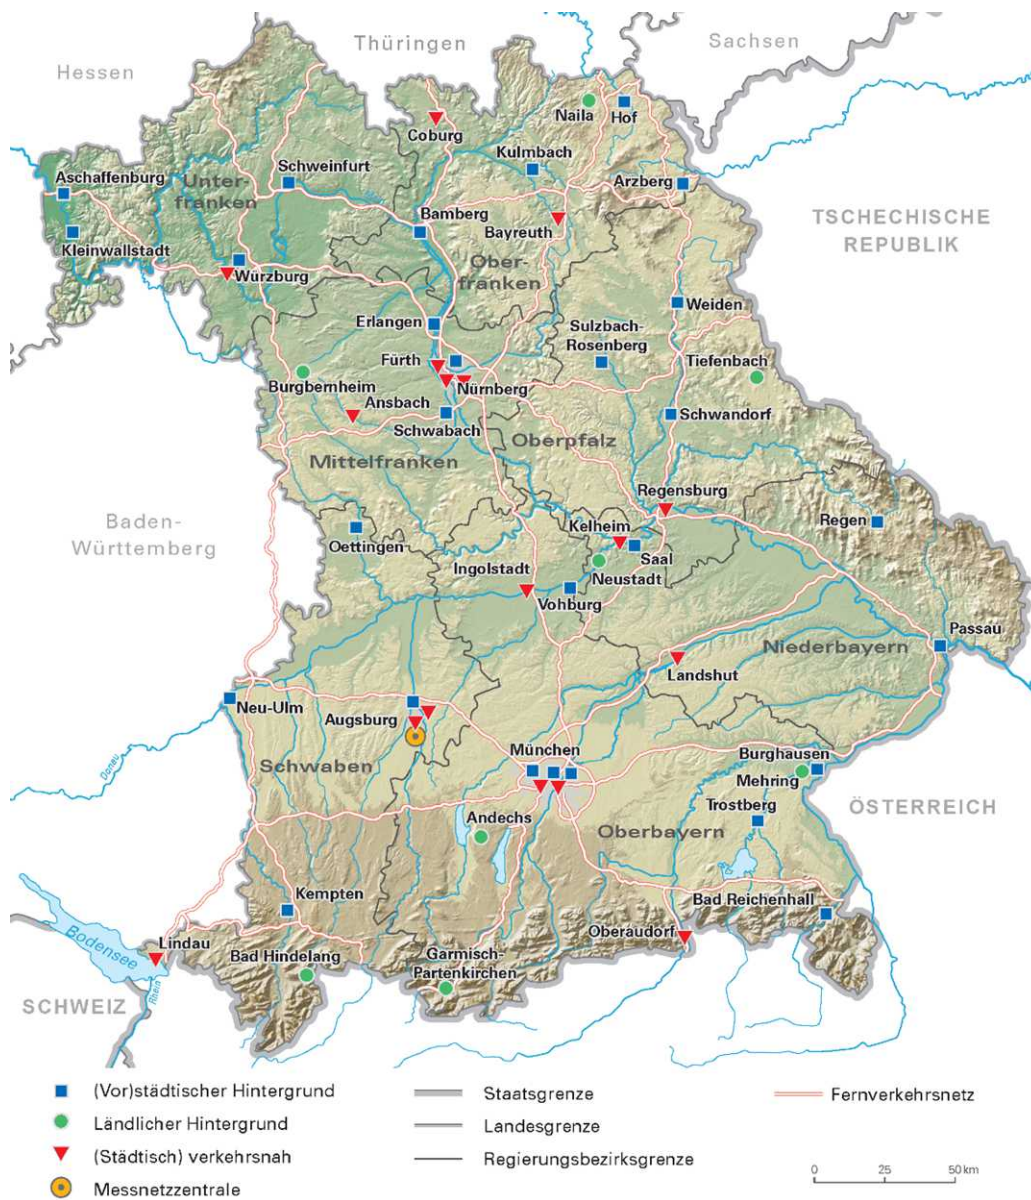 Thüringen
Sachsen
Hessen
Naila
Hof
Coburg
Kulmbach
Schweinfurt
Aschaffenburg
Unter-
franken
Arzberg
Bamberg
Bayreuth
TSCHECHISCHE
REPUBLIK
Kleinwallstadt
Ober-
franken
Würzburg
Weiden
Erlangen
Sulzbach-
Rosenberg
Fürth
Tiefenbach
Burgbernheim
Nürnberg
Ansbach
Schwabach
Schwandorf
Oberpfalz
Mittelfranken
Regensburg
Baden-
Württemberg
Kelheim
Regen
Oettingen
Saal
Ingolstadt
Neustadt
Vohburg
Passau
Niederbayern
Landshut
Neu-Ulm
Augsburg
Donau
Schwaben
München
Burghausen
Mehring
Trostberg
ÖSTERREICH
Andechs
Oberbayern
Kempten
Bad Reichenhall
Bodensee
Lindau
Oberaudorf
Bad Hindelang
Garmisch-
Partenkirchen
Rhein
SCHWEIZ
(Vor)städtischer Hintergrund
Ländlicher Hintergrund
(Städtisch) verkehrsnah
Messnetzzentrale
Staatsgrenze
Landesgrenze
Regierungsbezirksgrenze
Fernverkehrsnetz
0 25 50 km